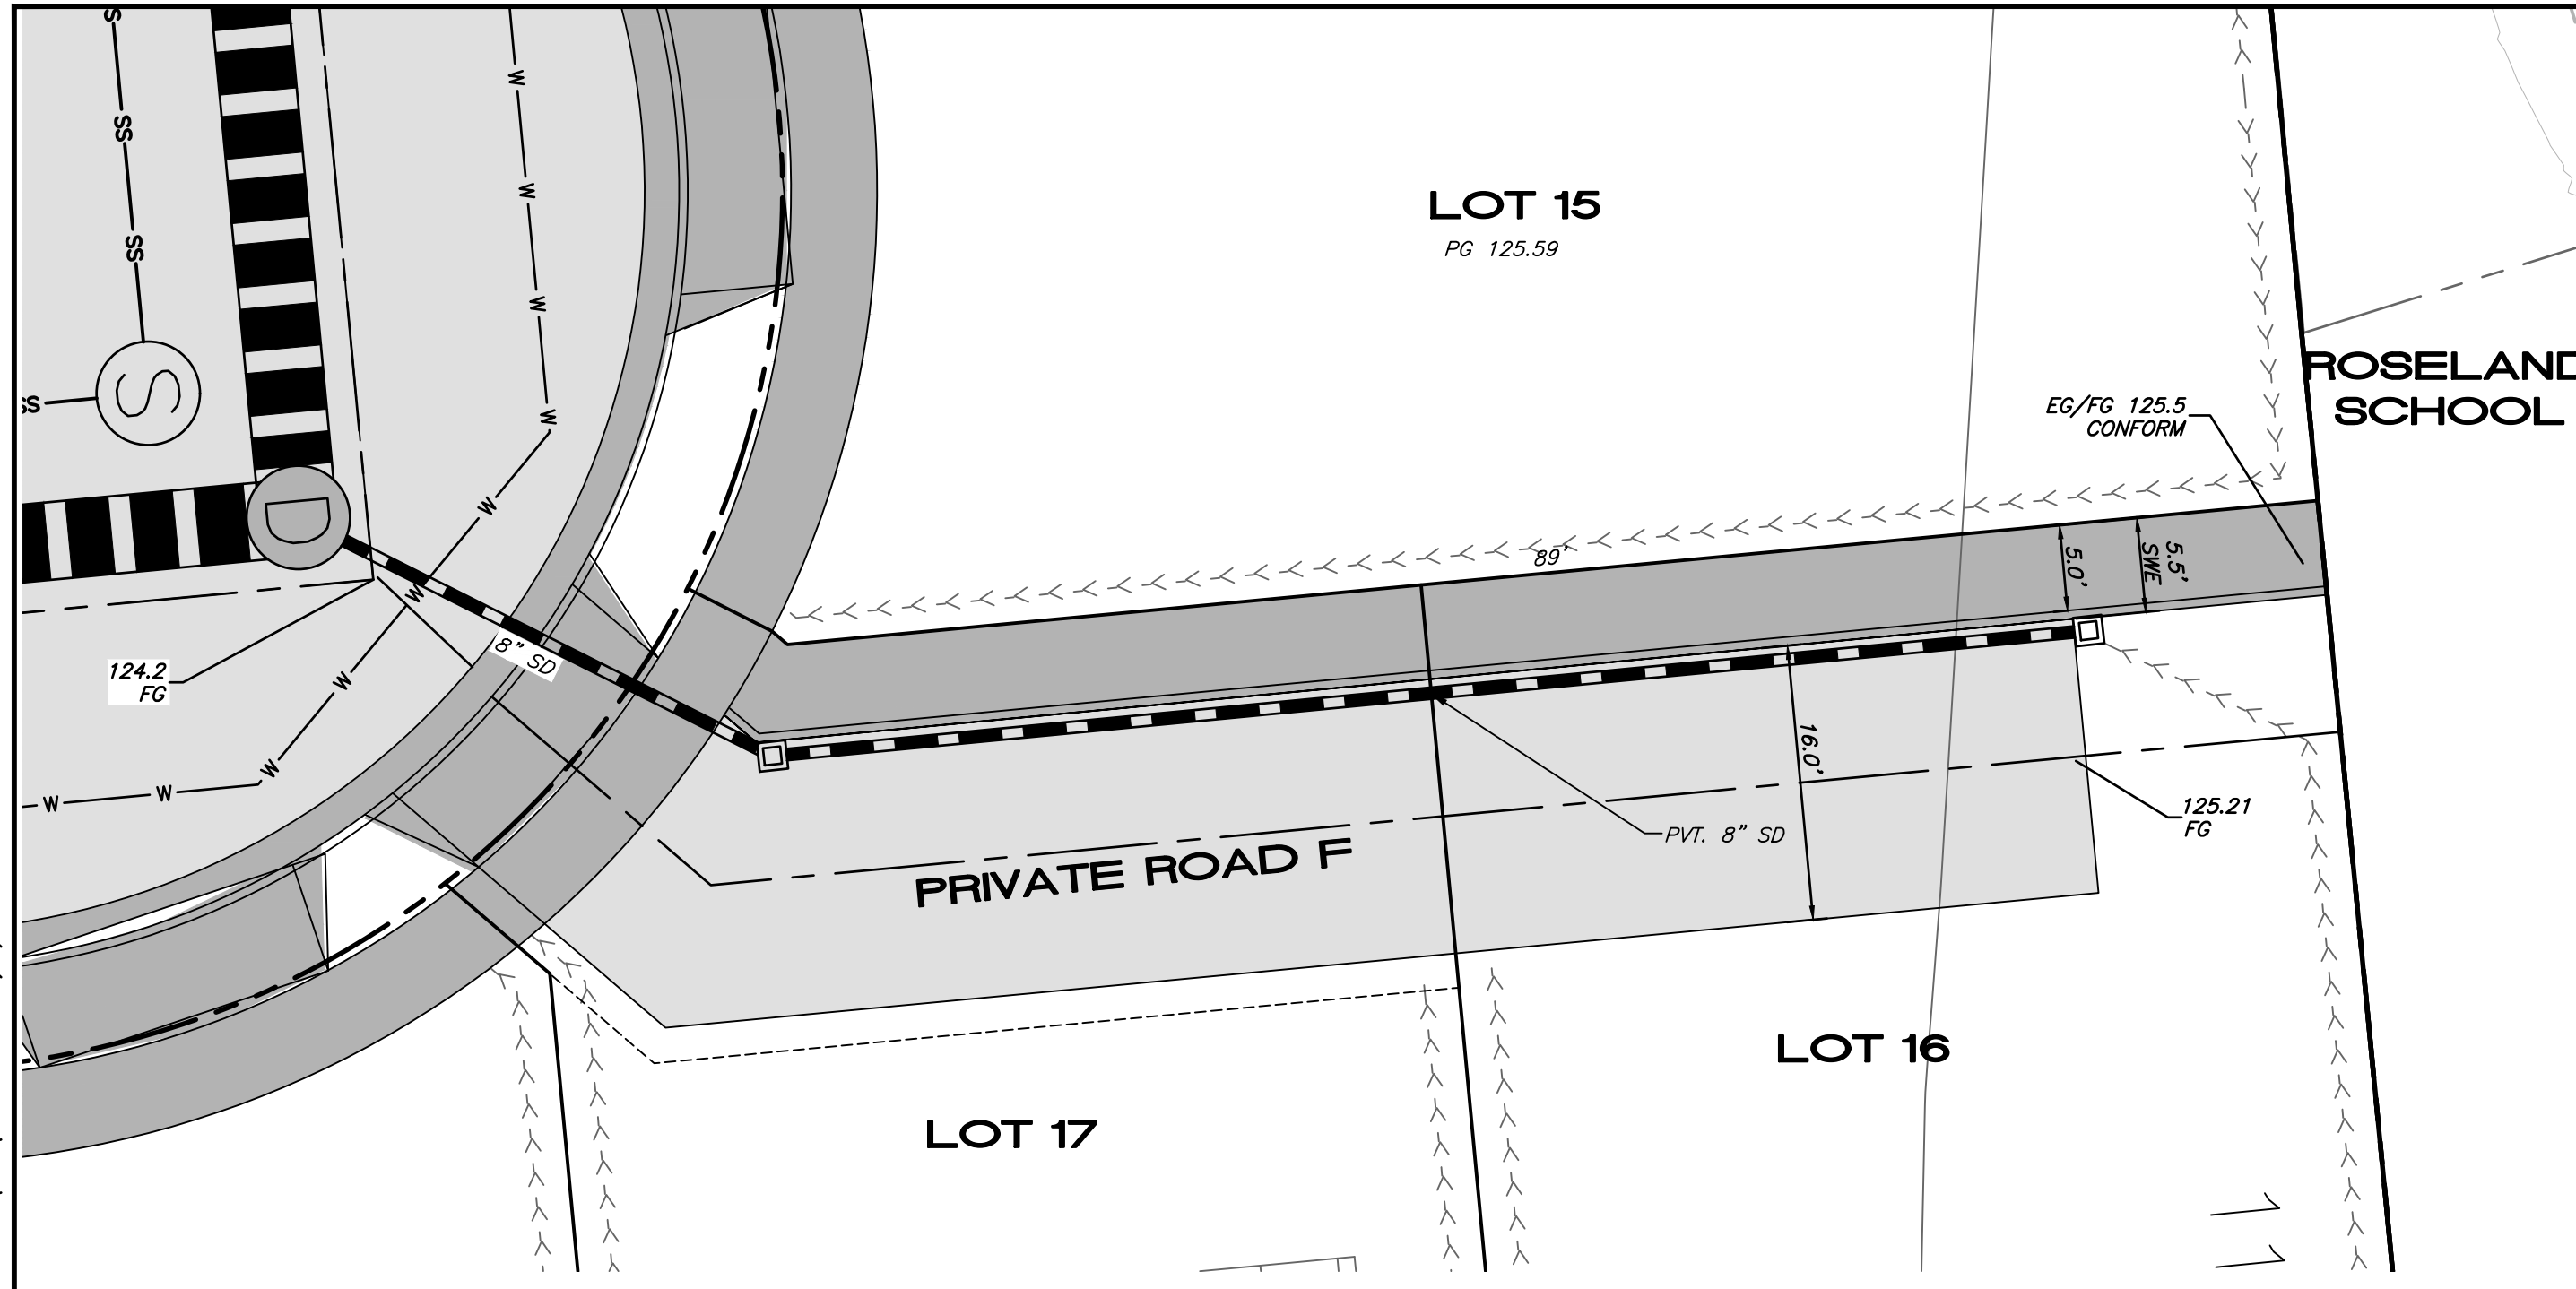 S
SS
SS
SS
S
D
W
W
W
W
W
W
W
W
W
W
LOT 15
PG 125.59
ROSELAND
SCHOOL
EG/FG 125.5
CONFORM
89'
5.0'
5.5'
SWE
8" SD
124.2
FG
16.0'
PVT. 8" SD
125.21
FG
PRIVATE ROAD F
LOT 16
LOT 17